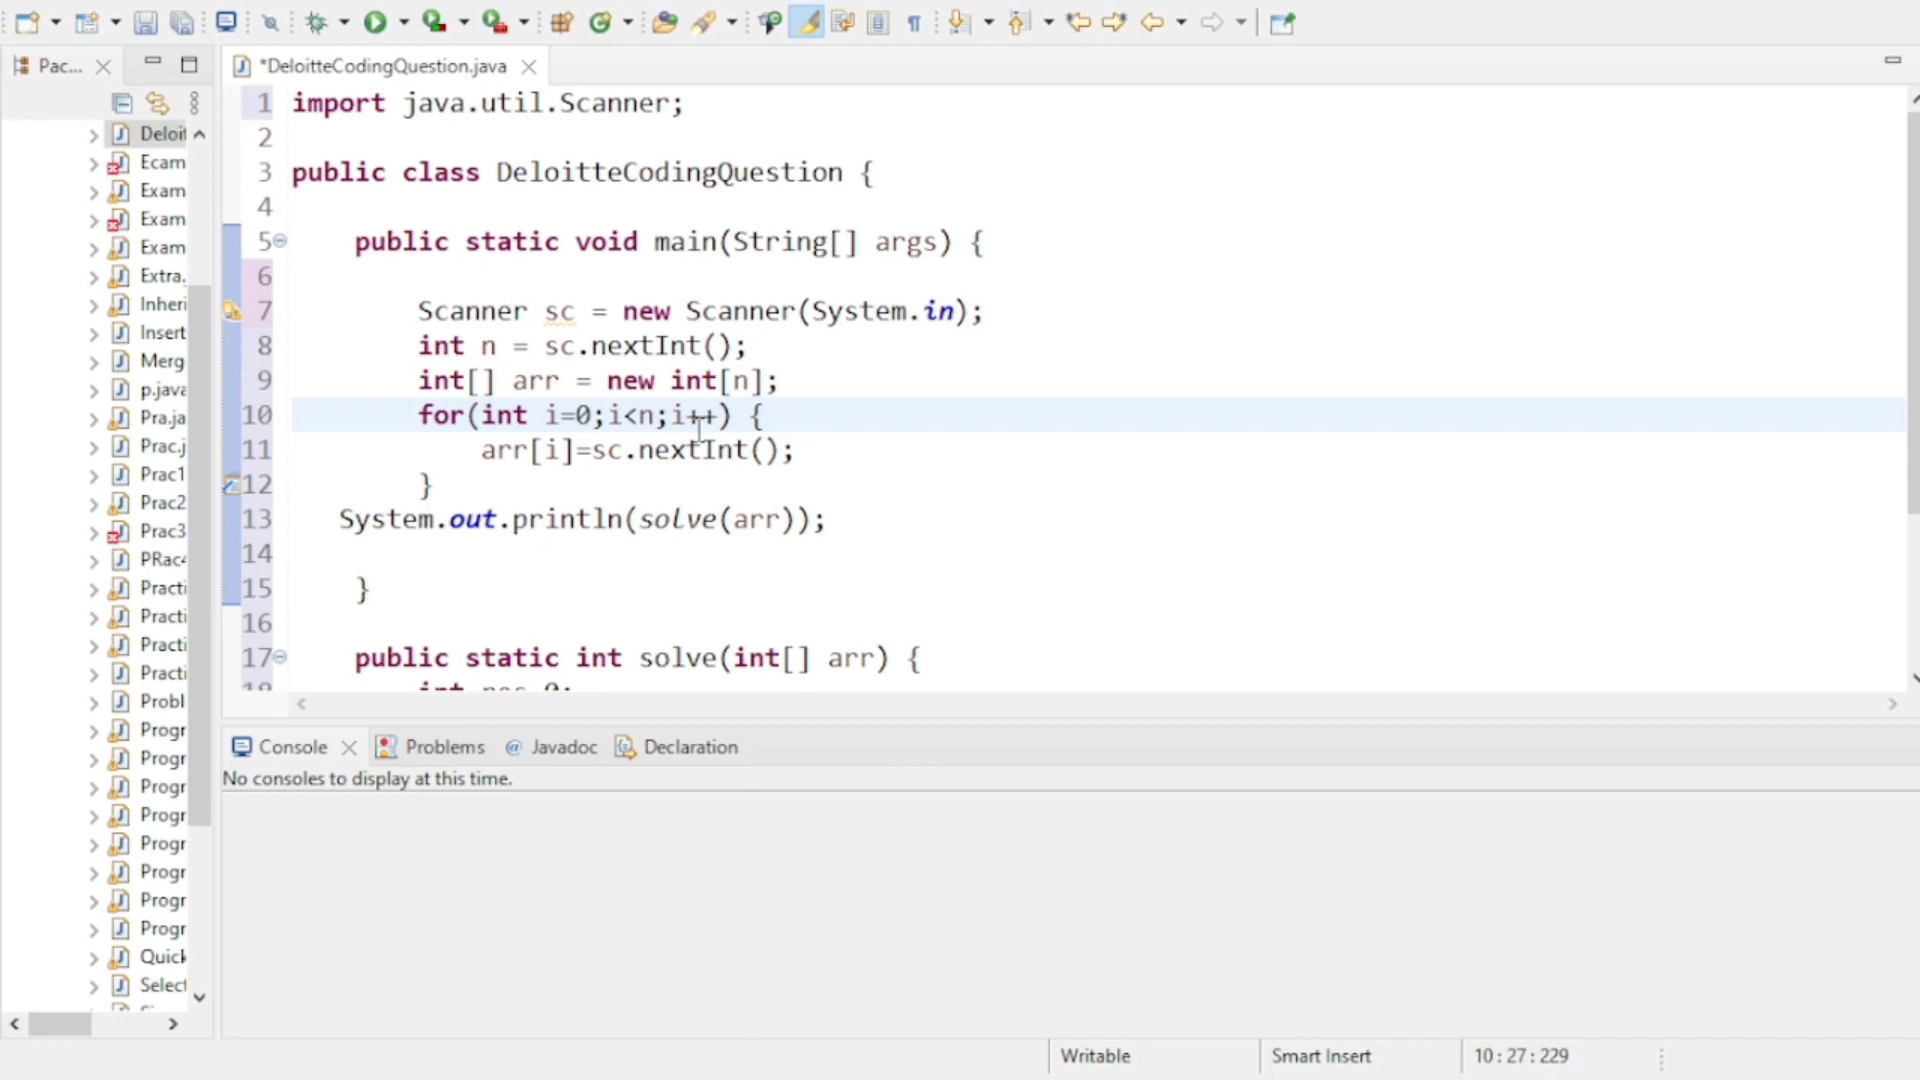 Pac...
*DeloitteCodingQuestion.java
Deloit
Ecam
Exam
Exam
Exam
Extra.
Inheri
Insert
Merg
p.java
Pra.ja
Prac.j
Prac1
Prac2
Prac3
PRac4
Practi
Practi
Practi
Practi
Probl
Progr
Progr
Progr
Progr
Progr
Progr
Progr
Progr
Quick
Select
1 import java.util.Scanner;
2
3 public class DeloitteCodingQuestion {
4
5 public static void main(String[] args) {
6
7 Scanner sc = new Scanner(System.in);
8 int n = sc.nextInt();
9 int[] arr = new int[n];
10 for(int i=0;i<n;i++) {
11 arr[i]=sc.nextInt();
12 }
13 System.out.println(solve(arr));
14
15 }
16
17 public static int solve(int[] arr) {
Console Problems @ Javadoc Declaration
No consoles to display at this time.
Writable Smart Insert 10 : 27 : 229